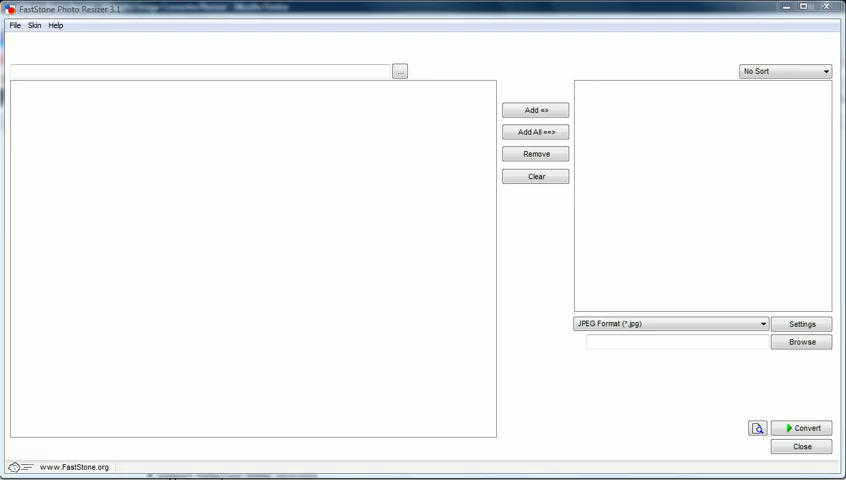 FastStone Photo Resizer 3.1
File Skin Help
...
No Sort
Add =>
Add All ==>
Remove
Clear
JPEG Format (*.jpg)
Settings
Browse
Convert
Close
www.FastStone.org